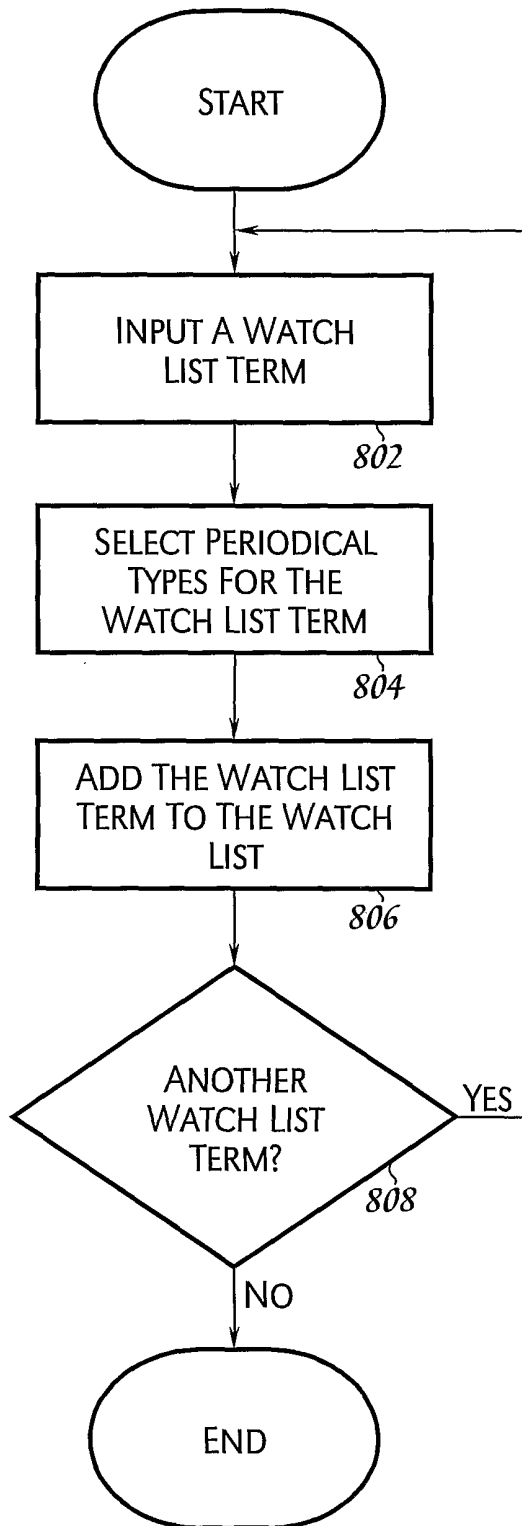 START
INPUT A WATCH
LIST TERM
802
SELECT PERIODICAL
TYPES FOR THE
WATCH LIST TERM
804
ADD THE WATCH LIST
TERM TO THE WATCH
LIST
806
ANOTHER
WATCH LIST
TERM?
YES
808
NO
END